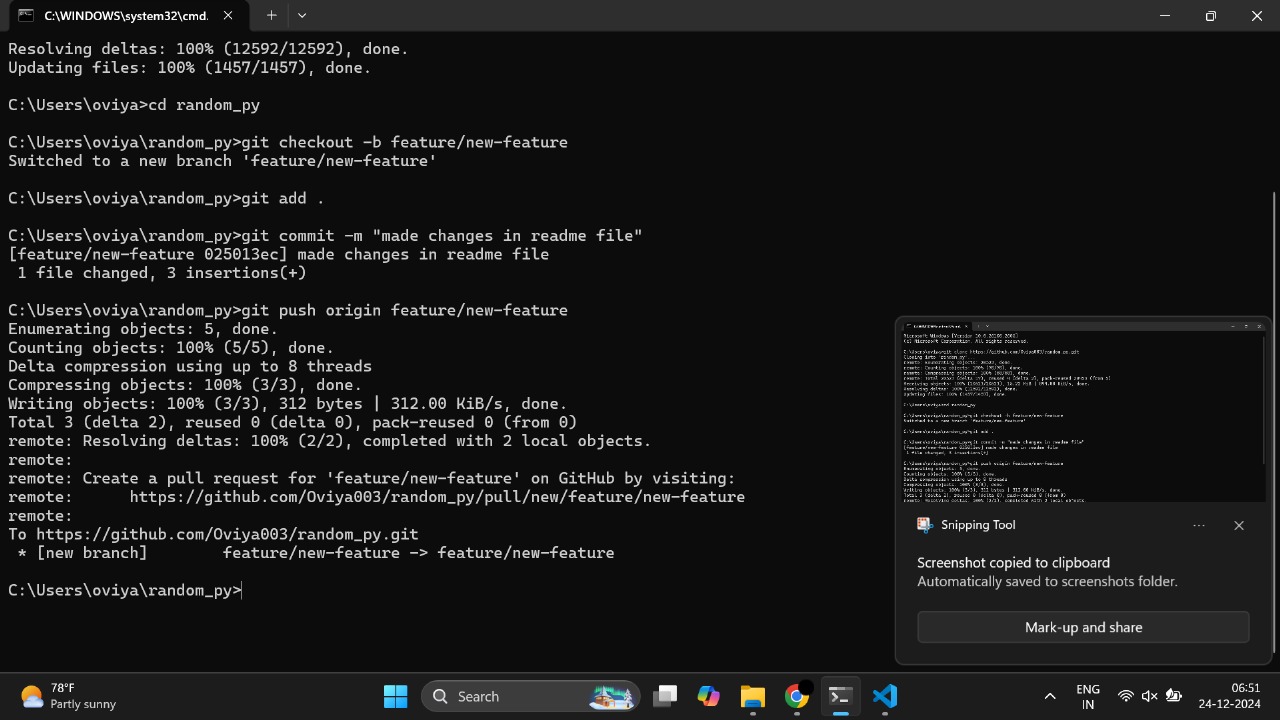 C:\WINDOWS\system32\cmd.
Resolving deltas: 100% (12592/12592), done.
Updating files: 100% (1457/1457), done.
C:\Users\oviya>cd random_py
C:\Users\oviya\random_py>git checkout -b feature/new-feature
Switched to a new branch 'feature/new-feature'
C:\Users\oviya\random_py>git add .
C:\Users\oviya\random_py>git commit -m "made changes in readme file"
[feature/new-feature 025013ec] made changes in readme file
1 file changed, 3 insertions(+)
C:\Users\oviya\random_py>git push origin feature/new-feature
Enumerating objects: 5, done.
Counting objects: 100% (5/5), done.
Delta compression using up to 8 threads
Compressing objects: 100% (3/3), done.
Writing objects: 100% (3/3), 312 bytes | 312.00 KiB/s, done.
Total 3 (delta 2), reused 0 (delta 0), pack-reused 0 (from 0)
remote: Resolving deltas: 100% (2/2), completed with 2 local objects.
remote:
remote: Create a pull request for 'feature/new-feature' on GitHub by visiting:
remote:      https://github.com/Oviya003/random_py/pull/new/feature/new-feature
remote:
To https://github.com/Oviya003/random_py.git
* [new branch]        feature/new-feature -> feature/new-feature
C:\Users\oviya\random_py>
Snipping Tool
Screenshot copied to clipboard
Automatically saved to screenshots folder.
Mark-up and share
78°F
Partly sunny
Search
ENG
IN
06:51
24-12-2024